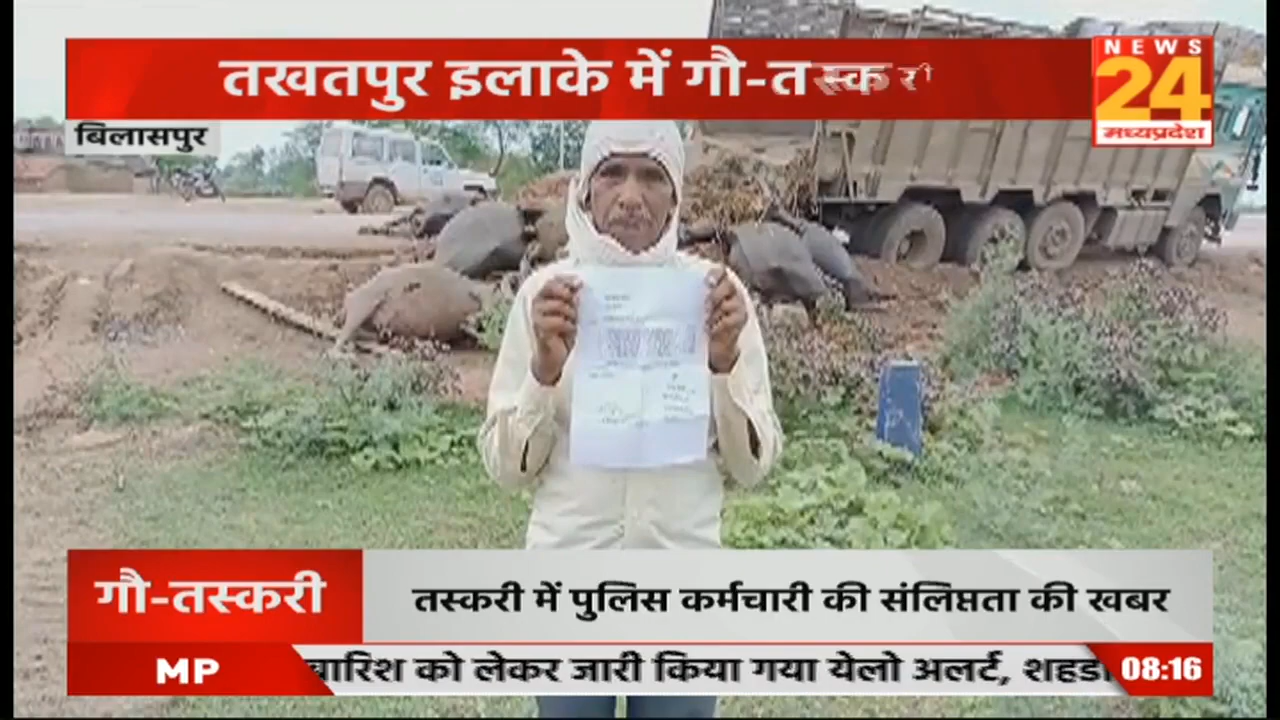 तखतपुर इलाके में गौ-तस्करी
NEWS
24
मध्यप्रदेश
बिलासपुर
गौ-तस्करी
तस्करी में पुलिस कर्मचारी की संलिप्तता की खबर
MP
बारिश को लेकर जारी किया गया येलो अलर्ट,
08:16